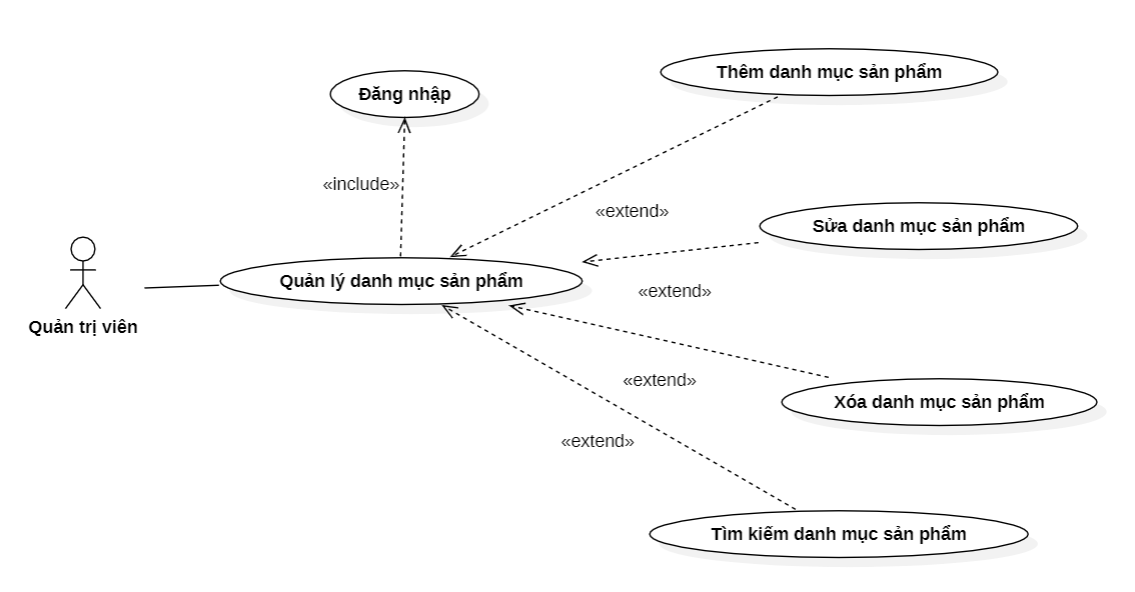 Thêm danh mục sản phẩm
Đăng nhập
«include»
«extend»
Sửa danh mục sản phẩm
Quản lý danh mục sản phẩm
«extend»
Quản trị viên
«extend»
Xóa danh mục sản phẩm
«extend»
Tìm kiếm danh mục sản phẩm